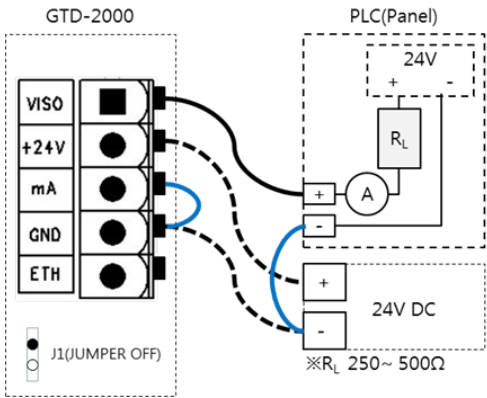 GTD-2000
PLC(Panel)
24V
+ -
VISO
+24V
RL
mA
+
A
GND
-
ETH
+
24V DC
J1(JUMPER OFF)
-
※RL 250~ 500Ω